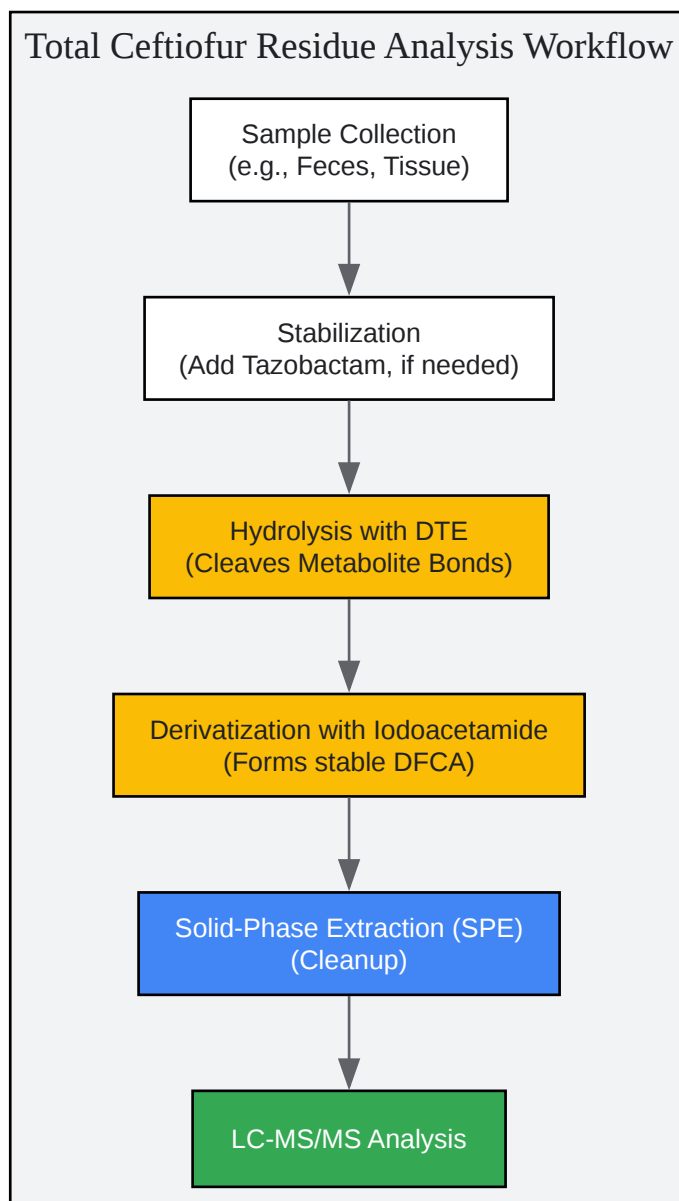 Total Ceftiofur Residue Analysis Workflow
Sample Collection
(e.g., Feces, Tissue)
Stabilization
(Add Tazobactam, if needed)
Hydrolysis with DTE
(Cleaves Metabolite Bonds)
Derivatization with Iodoacetamide
(Forms stable DFCA)
Solid-Phase Extraction (SPE)
(Cleanup)
LC-MS/MS Analysis